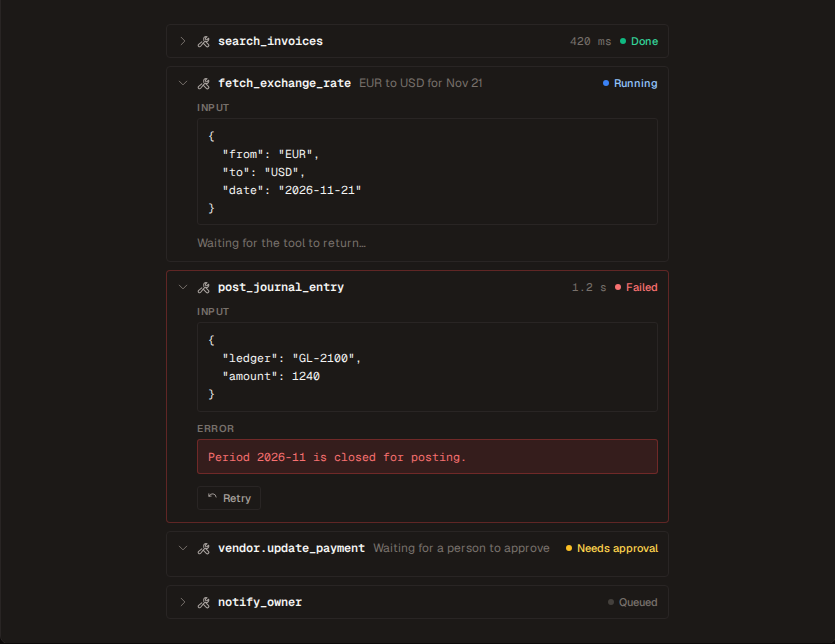 search_invoices 420 ms Done
fetch_exchange_rate EUR to USD for Nov 21 Running
INPUT
{
"from": "EUR",
"to": "USD",
"date": "2026-11-21"
}
Waiting for the tool to return…
post_journal_entry 1.2 s Failed
INPUT
{
"ledger": "GL-2100",
"amount": 1240
}
ERROR
Period 2026-11 is closed for posting.
Retry
vendor.update_payment Waiting for a person to approve Needs approval
notify_owner Queued